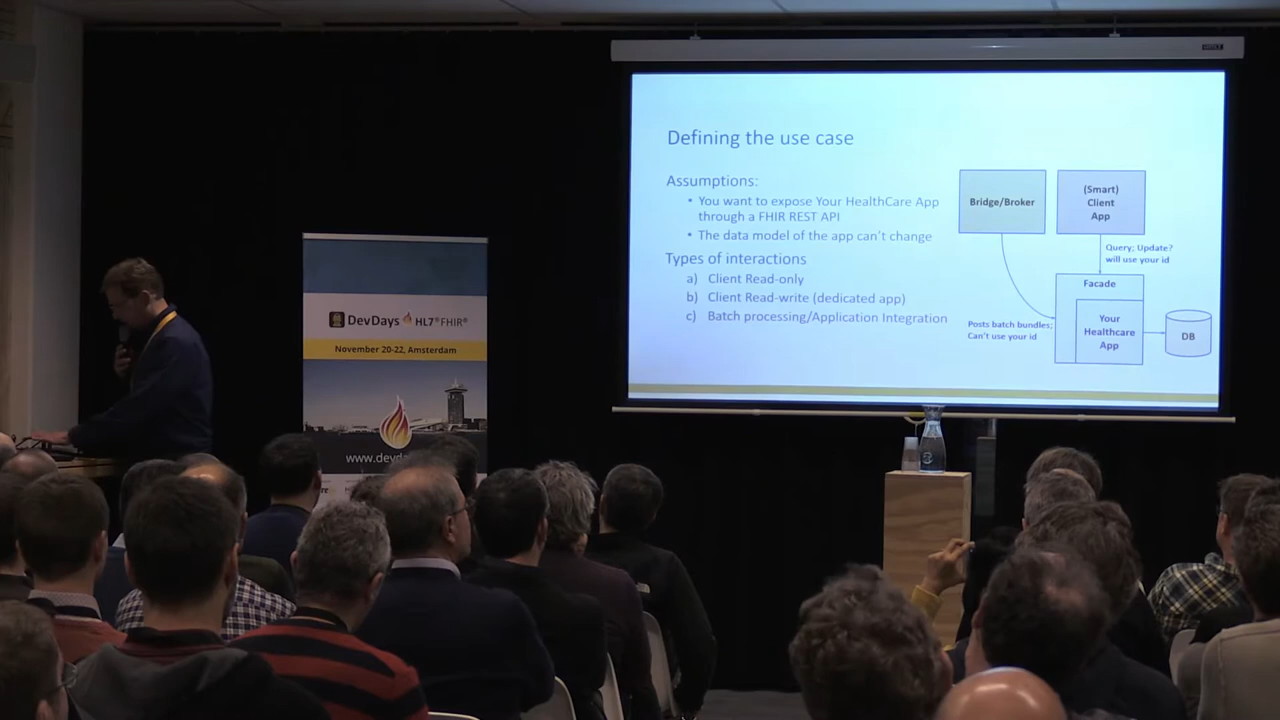 Defining the use case
Assumptions:
• You want to expose Your HealthCare App
through a FHIR REST API
• The data model of the app can't change
Types of interactions
a) Client Read-only
b) Client Read-write (dedicated app)
c) Batch processing/Application Integration
Bridge/Broker
(Smart)
Client
App
Query; Update?
will use your id
Facade
Your
Healthcare
App
DB
Posts batch bundles;
Can't use your id
DevDays HL7® FHIR®
November 20-22, Amsterdam
www.devda